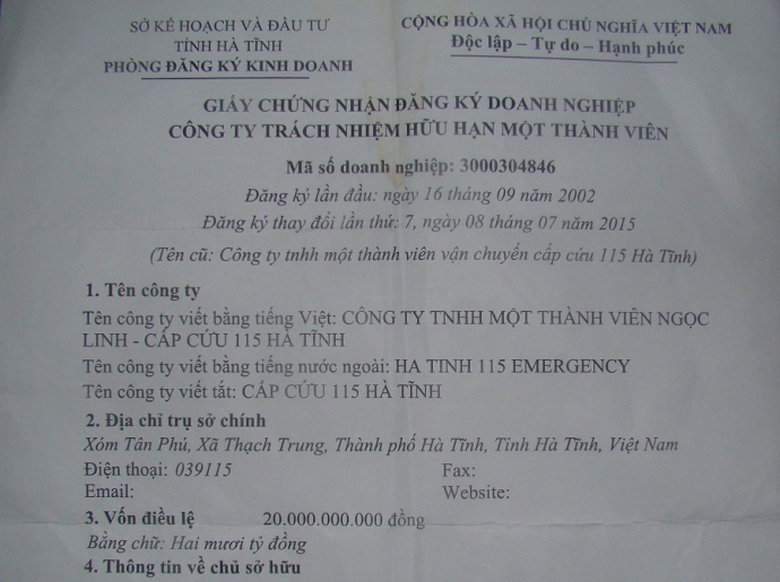 SỞ KẾ HOẠCH VÀ ĐẦU TƯ
TỈNH HÀ TĨNH
PHÒNG ĐĂNG KÝ KINH DOANH
CỘNG HÒA XÃ HỘI CHỦ NGHĨA VIỆT NAM
Độc lập – Tự do – Hạnh phúc
GIẤY CHỨNG NHẬN ĐĂNG KÝ DOANH NGHIỆP
CÔNG TY TRÁCH NHIỆM HỮU HẠN MỘT THÀNH VIÊN
Mã số doanh nghiệp: 3000304846
Đăng ký lần đầu: ngày 16 tháng 09 năm 2002
Đăng ký thay đổi lần thứ: 7, ngày 08 tháng 07 năm 2015
(Tên cũ: Công ty tnhh một thành viên vận chuyển cấp cứu 115 Hà Tĩnh)
1. Tên công ty
Tên công ty viết bằng tiếng Việt: CÔNG TY TNHH MỘT THÀNH VIÊN NGỌC
LINH - CẤP CỨU 115 HÀ TĨNH
Tên công ty viết bằng tiếng nước ngoài: HA TINH 115 EMERGENCY
Tên công ty viết tắt: CẤP CỨU 115 HÀ TĨNH
2. Địa chỉ trụ sở chính
Xóm Tân Phú, Xã Thạch Trung, Thành phố Hà Tĩnh, Tỉnh Hà Tĩnh, Việt Nam
Điện thoại: 039115 Fax:
Email: Website:
3. Vốn điều lệ 20.000.000.000 đồng
Bằng chữ: Hai mươi tỷ đồng
4. Thông tin về chủ sở hữu